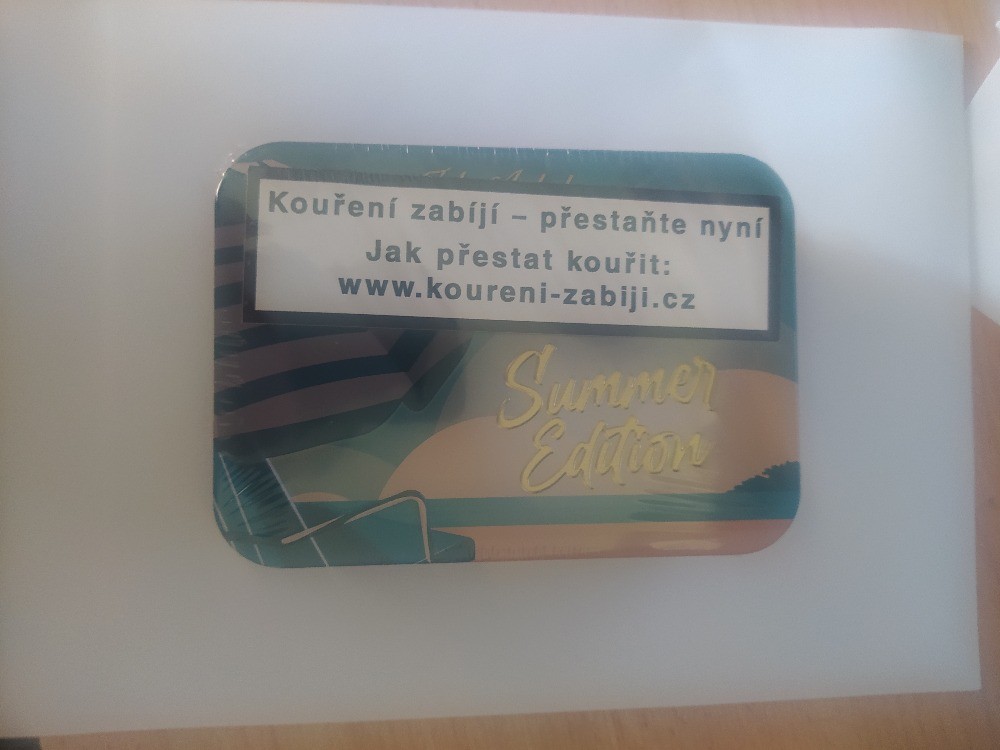 Kouření zabíjí – přestaňte nyní
Jak přestat kouřit:
www.koureni-zabiji.cz
Summer
Edition